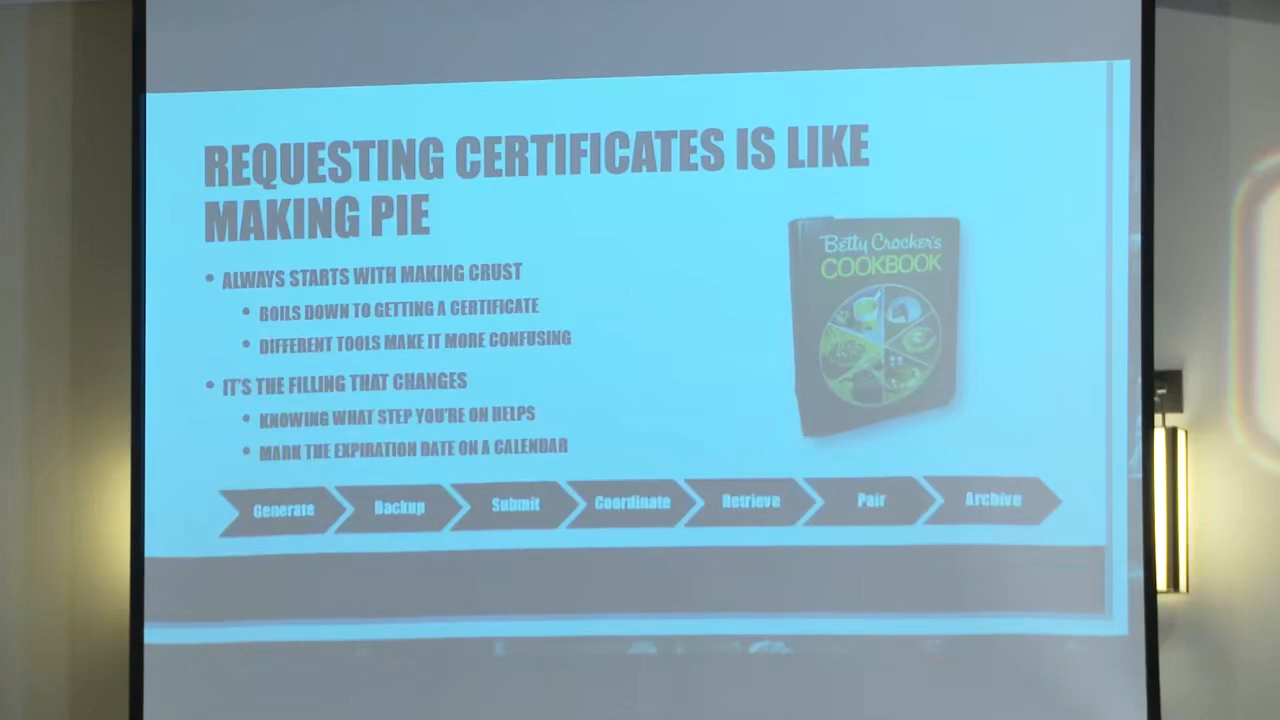 REQUESTING CERTIFICATES IS LIKE
MAKING PIE
• ALWAYS STARTS WITH MAKING CRUST
• BOILS DOWN TO GETTING A CERTIFICATE
• DIFFERENT TOOLS MAKE IT MORE CONFUSING
• IT'S THE FILLING THAT CHANGES
• KNOWING WHAT STEP YOU'RE ON HELPS
• MARK THE EXPIRATION DATE ON A CALENDAR
Betty Crocker's
COOKBOOK
Generate Backup Submit Coordinate Retrieve Pair Archive